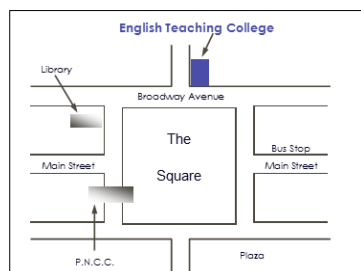 English Teaching College
Library
Broadway Avenue
The
Square
Bus Stop
Main Street
Main Street
P.N.C.C.
Plaza